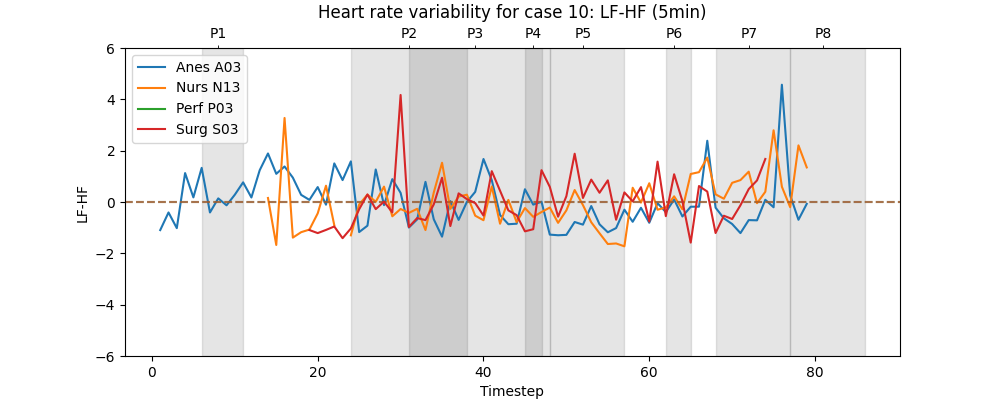 Heart rate variability for case 10: LF-HF (5min)
P1 P2 P3 P4 P5 P6 P7 P8
6
4
2
0
−2
−4
−6
LF-HF
Anes A03
Nurs N13
Perf P03
Surg S03
0 20 40 60 80
Timestep